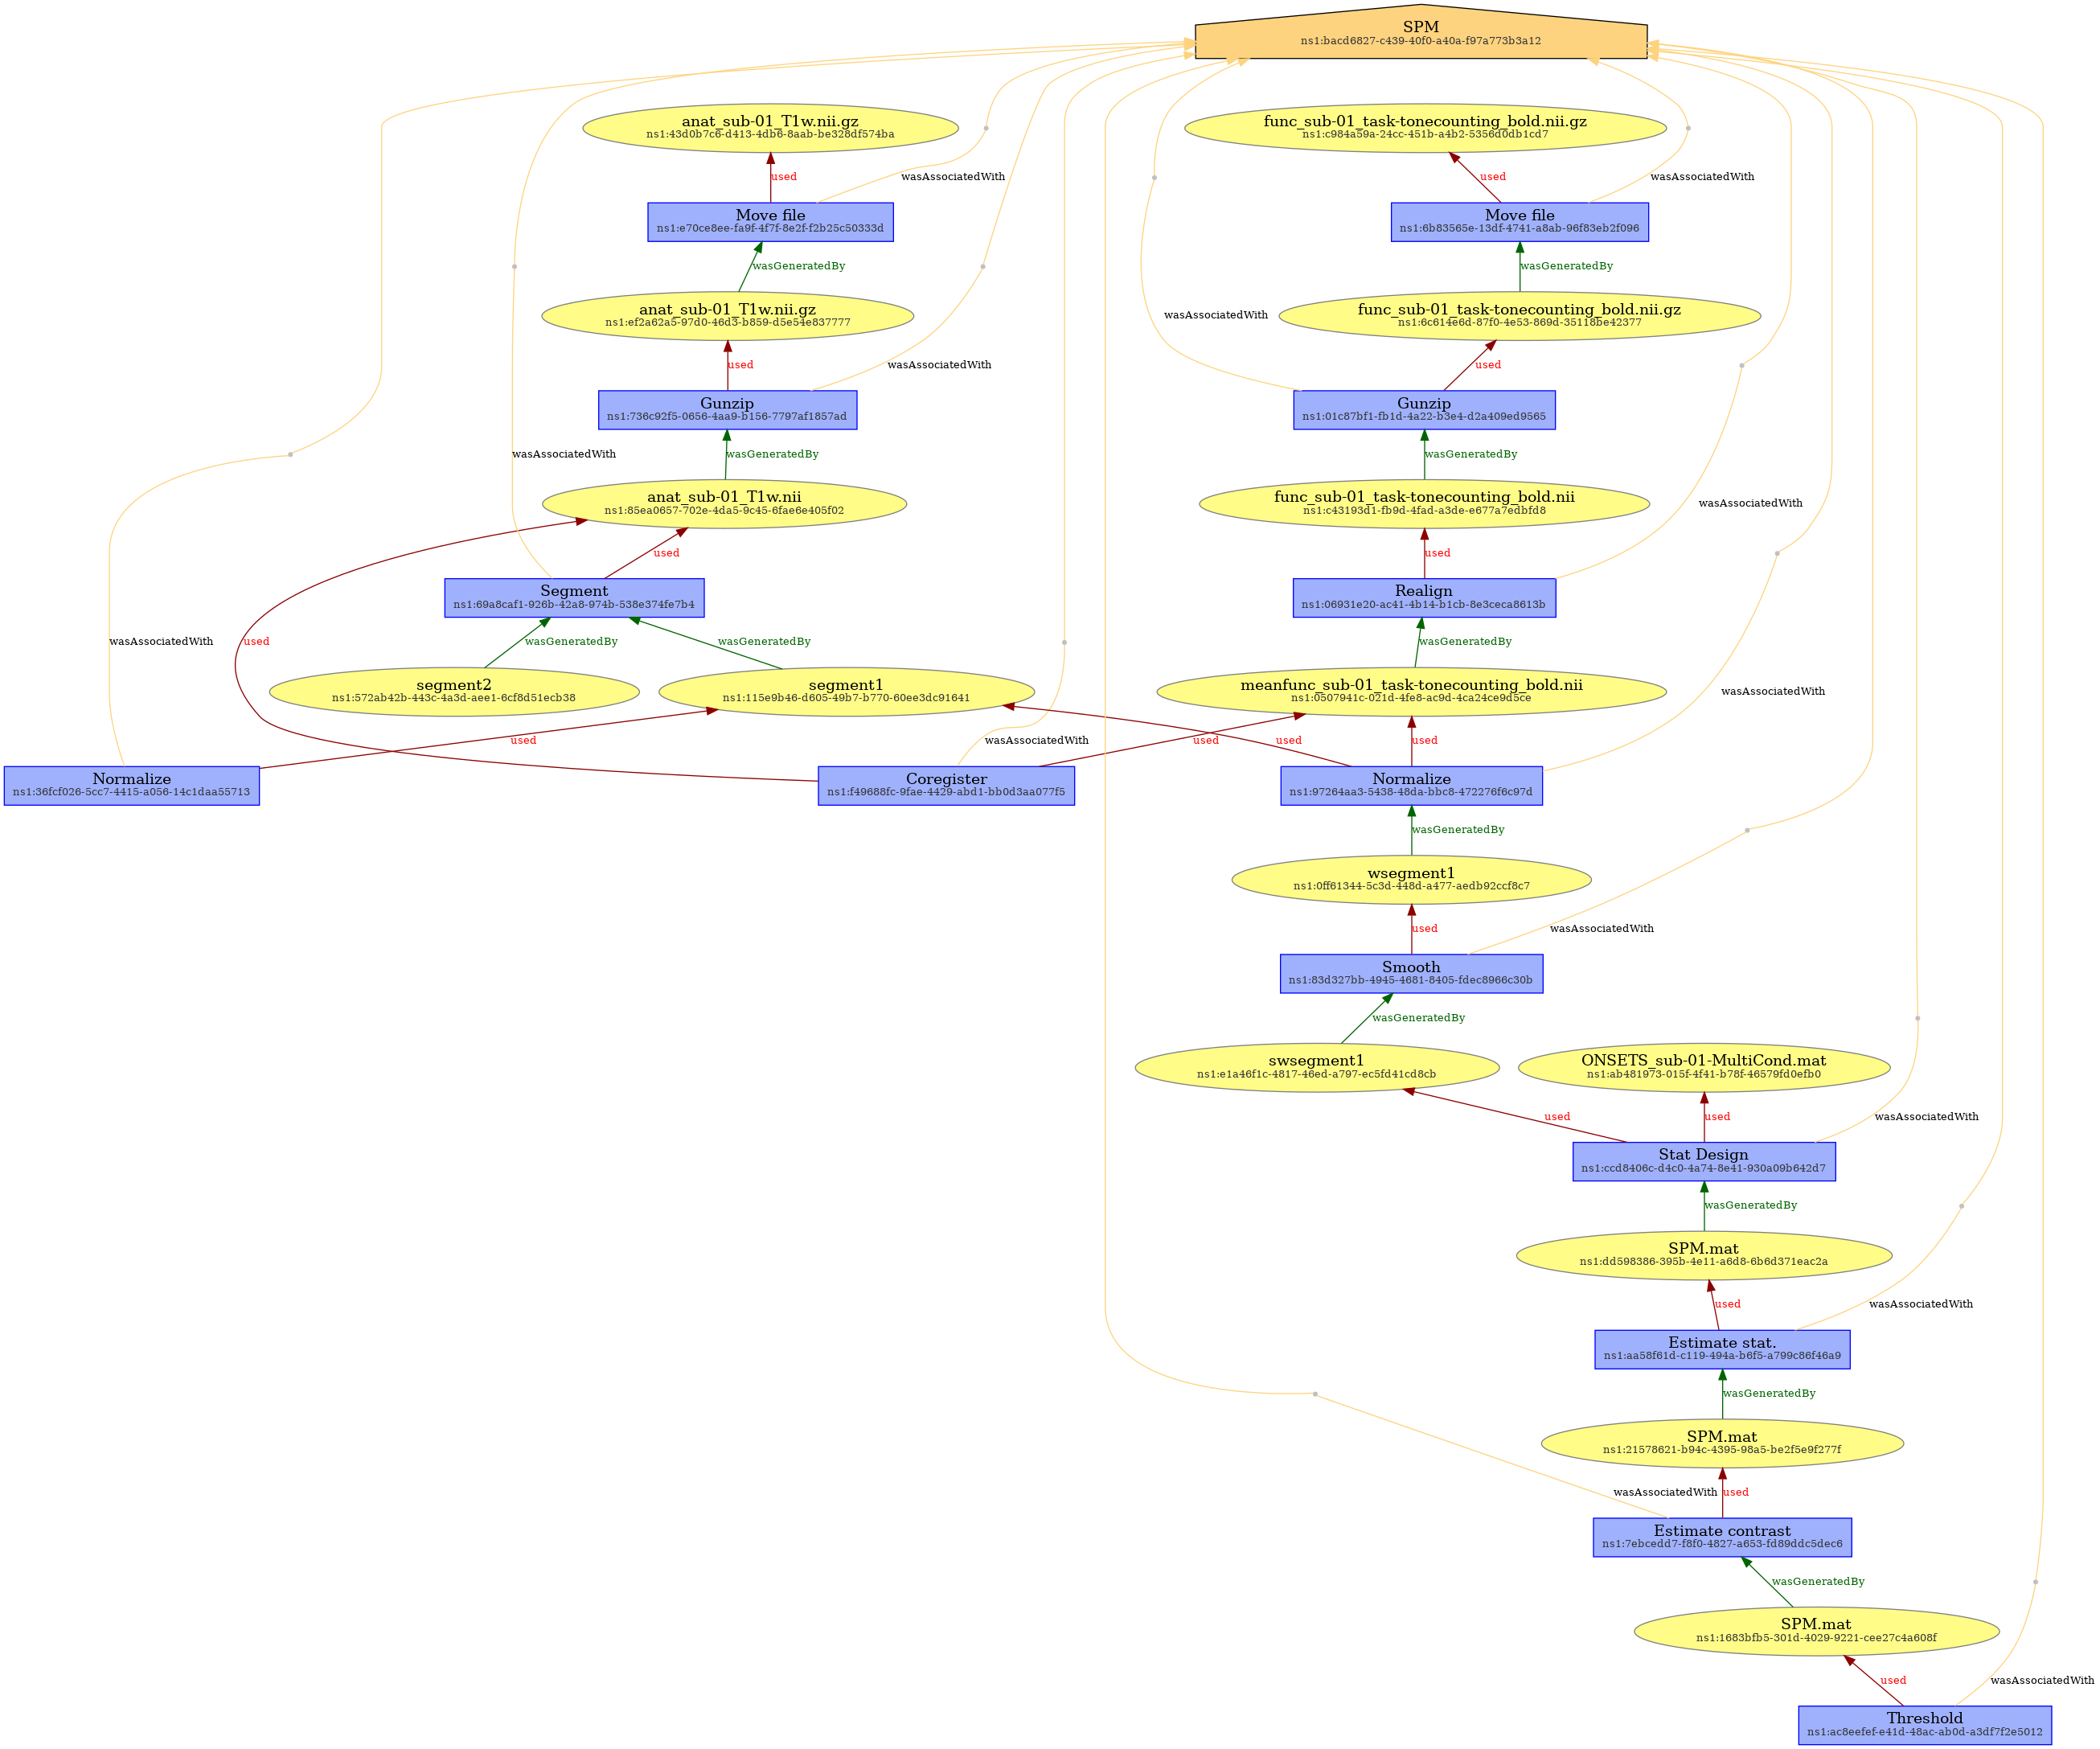 SPM
ns1:bacd6827-c439-40f0-a40a-f97a773b3a12
anat_sub-01_T1w.nii.gz
ns1:43d0b7c6-d413-4db6-8aab-be328df574ba
func_sub-01_task-tonecounting_bold.nii.gz
ns1:c984a59a-24cc-451b-a4b2-5356d0db1cd7
used
wasAssociatedWith
used
wasAssociatedWith
Move file
ns1:e70ce8ee-fa9f-4f7f-8e2f-f2b25c50333d
Move file
ns1:6b83565e-13df-4741-a8ab-96f83eb2f096
wasGeneratedBy
wasGeneratedBy
anat_sub-01_T1w.nii.gz
ns1:ef2a62a5-97d0-46d3-b859-d5e54e837777
wasAssociatedWith
func_sub-01_task-tonecounting_bold.nii.gz
ns1:6c614e6d-87f0-4e53-869d-35118be42377
used
wasAssociatedWith
used
Gunzip
ns1:736c92f5-0656-4aa9-b156-7797af1857ad
Gunzip
ns1:01c87bf1-fb1d-4a22-b3e4-d2a409ed9565
wasAssociatedWith
wasGeneratedBy
wasGeneratedBy
anat_sub-01_T1w.nii
ns1:85ea0657-702e-4da5-9c45-6fae6e405f02
func_sub-01_task-tonecounting_bold.nii
ns1:c43193d1-fb9d-4fad-a3de-e677a7edbfd8
wasAssociatedWith
used
used
Segment
ns1:69a8caf1-926b-42a8-974b-538e374fe7b4
Realign
ns1:06931e20-ac41-4b14-b1cb-8e3ceca8613b
wasAssociatedWith
used
wasGeneratedBy
wasGeneratedBy
wasGeneratedBy
segment2
ns1:572ab42b-443c-4a3d-aee1-6cf8d51ecb38
segment1
ns1:115e9b46-d605-49b7-b770-60ee3dc91641
meanfunc_sub-01_task-tonecounting_bold.nii
ns1:0507941c-021d-4fe8-ac9d-4ca24ce9d5ce
wasAssociatedWith
used
wasAssociatedWith
used
used
used
Normalize
ns1:36fcf026-5cc7-4415-a056-14c1daa55713
Coregister
ns1:f49688fc-9fae-4429-abd1-bb0d3aa077f5
Normalize
ns1:97264aa3-5438-48da-bbc8-472276f6c97d
wasGeneratedBy
wsegment1
ns1:0ff61344-5c3d-448d-a477-aedb92ccf8c7
used
wasAssociatedWith
Smooth
ns1:83d327bb-4945-4681-8405-fdec8966c30b
wasGeneratedBy
swsegment1
ns1:e1a46f1c-4817-46ed-a797-ec5fd41cd8cb
ONSETS_sub-01-MultiCond.mat
ns1:ab481973-015f-4f41-b78f-46579fd0efb0
used
used
wasAssociatedWith
Stat Design
ns1:ccd8406c-d4c0-4a74-8e41-930a09b642d7
wasGeneratedBy
SPM.mat
ns1:dd598386-395b-4e11-a6d8-6b6d371eac2a
used
wasAssociatedWith
Estimate stat.
ns1:aa58f61d-c119-494a-b6f5-a799c86f46a9
wasGeneratedBy
SPM.mat
ns1:21578621-b94c-4395-98a5-be2f5e9f277f
wasAssociatedWith
used
Estimate contrast
ns1:7ebcedd7-f8f0-4827-a653-fd89ddc5dec6
wasGeneratedBy
SPM.mat
ns1:1683bfb5-301d-4029-9221-cee27c4a608f
used
wasAssociatedWith
Threshold
ns1:ac8eefef-e41d-48ac-ab0d-a3df7f2e5012